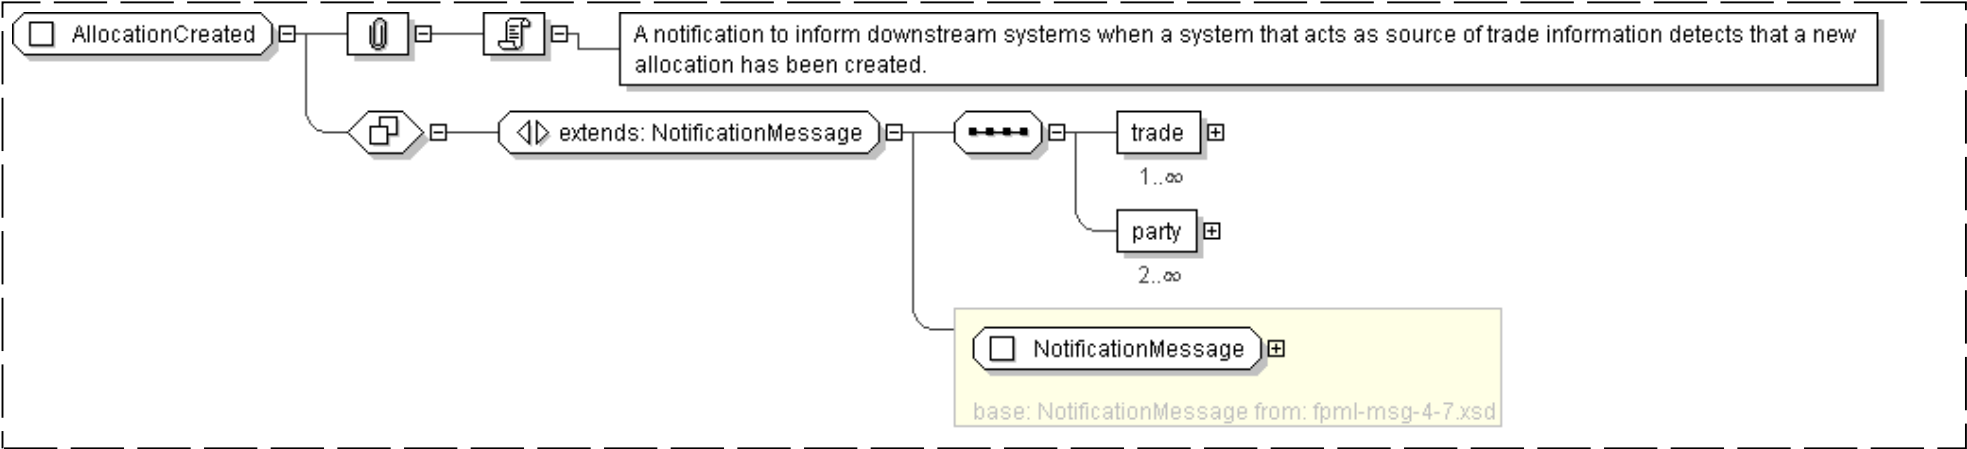 AllocationCreated
A notification to inform downstream systems when a system that acts as source of trade information detects that a new
allocation has been created.
extends: NotificationMessage
trade
1..∞
party
2..∞
NotificationMessage
base: NotificationMessage from: fpml-msg-4-7.xsd